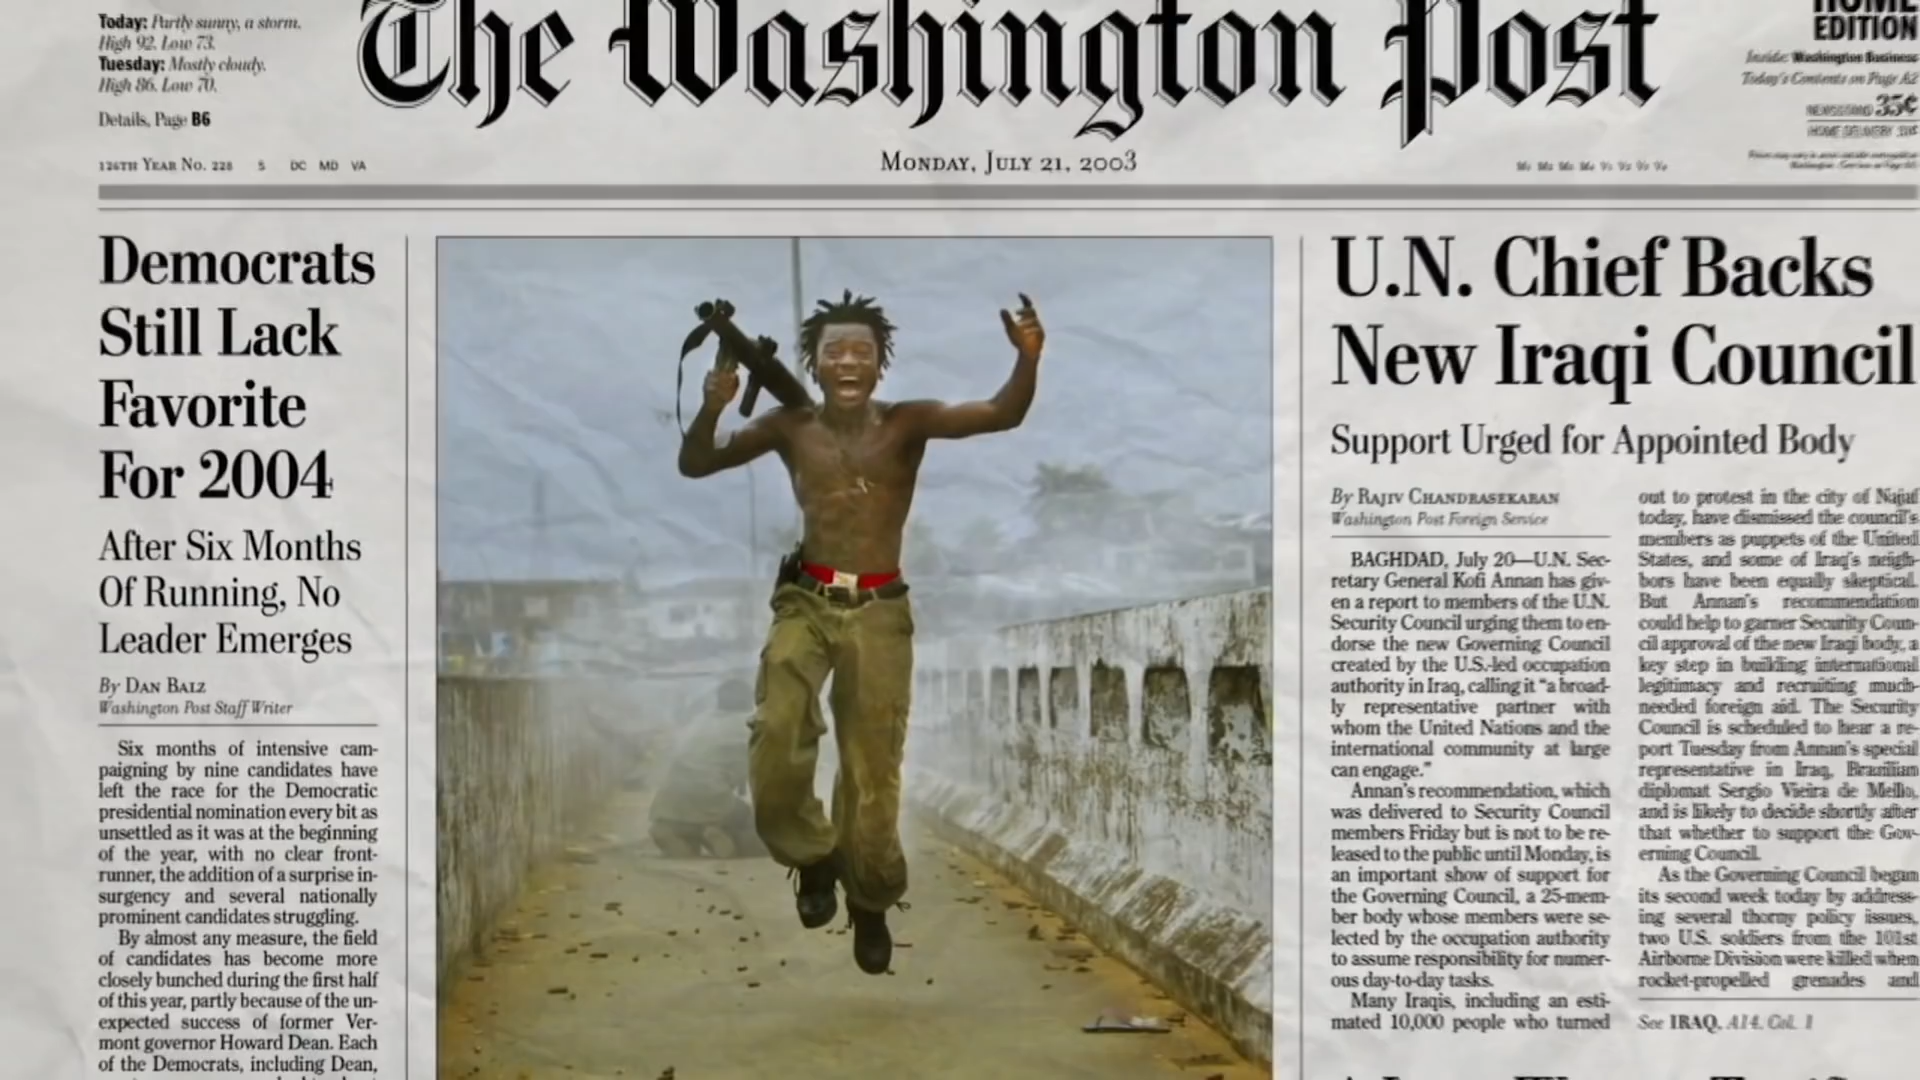 Today: Partly sunny, a storm.
High 92. Low 73.
Tuesday: Mostly cloudy.
High 86. Low 70.
Details, Page B6
The Washington Post
HOME
EDITION
Inside: Washington Business
Today's Contents on Page A2
NEWSSTAND 35¢
HOME DELIVERY
126TH YEAR No. 228 S DC MD VA
MONDAY, JULY 21, 2003
Democrats
Still Lack
Favorite
For 2004
After Six Months
Of Running, No
Leader Emerges
By DAN BALZ
Washington Post Staff Writer
Six months of intensive cam-
paigning by nine candidates have
left the race for the Democratic
presidential nomination every bit as
unsettled as it was at the beginning
of the year, with no clear front-
runner, the addition of a surprise in-
surgency and several nationally
prominent candidates struggling.
By almost any measure, the field
of candidates has become more
closely bunched during the first half
of this year, partly because of the un-
expected success of former Ver-
mont governor Howard Dean. Each
of the Democrats, including Dean,
U.N. Chief Backs
New Iraqi Council
Support Urged for Appointed Body
By RAJIV CHANDRASEKARAN
Washington Post Foreign Service
BAGHDAD, July 20—U.N. Sec-
retary General Kofi Annan has giv-
en a report to members of the U.N.
Security Council urging them to en-
dorse the new Governing Council
created by the U.S.-led occupation
authority in Iraq, calling it "a broad-
ly representative partner with
whom the United Nations and the
international community at large
can engage."
Annan's recommendation, which
was delivered to Security Council
members Friday but is not to be re-
leased to the public until Monday, is
an important show of support for
the Governing Council, a 25-mem-
ber body whose members were se-
lected by the occupation authority
to assume responsibility for numer-
ous day-to-day tasks.
Many Iraqis, including an esti-
mated 10,000 people who turned
out to protest in the city of Najaf
today, have dismissed the council's
members as puppets of the United
States, and some of Iraq's neigh-
bors have been equally skeptical.
But Annan's recommendation
could help to garner Security Coun-
cil approval of the new Iraqi body, a
key step in building international
legitimacy and recruiting much-
needed foreign aid. The Security
Council is scheduled to hear a re-
port Tuesday from Annan's special
representative in Iraq, Brazilian
diplomat Sergio Vieira de Mello,
and is likely to decide shortly after
that whether to support the Gov-
erning Council.
As the Governing Council began
its second week today by address-
ing several thorny policy issues,
two U.S. soldiers from the 101st
Airborne Division were killed when
rocket-propelled grenades and
See IRAQ, A14, Col. 1